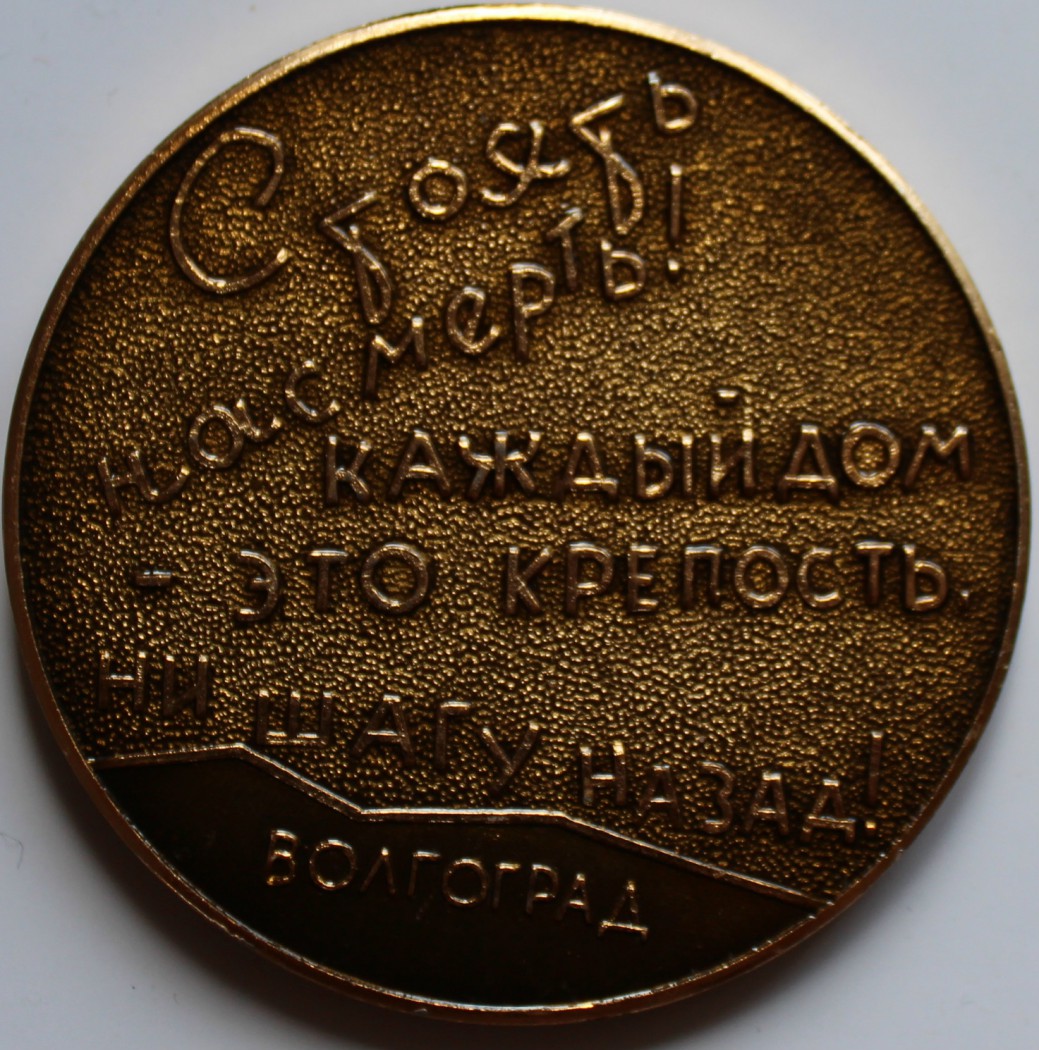 Стоять
насмерть!
КАЖДЫЙ ДОМ
- ЭТО КРЕПОСТЬ.
НИ ШАГУ НАЗАД!
ВОЛГОГРАД